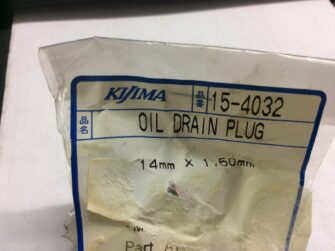 KIJIMA 品番 15-4032
品名 OIL DRAIN PLUG
14mm x 1.50mm
Part